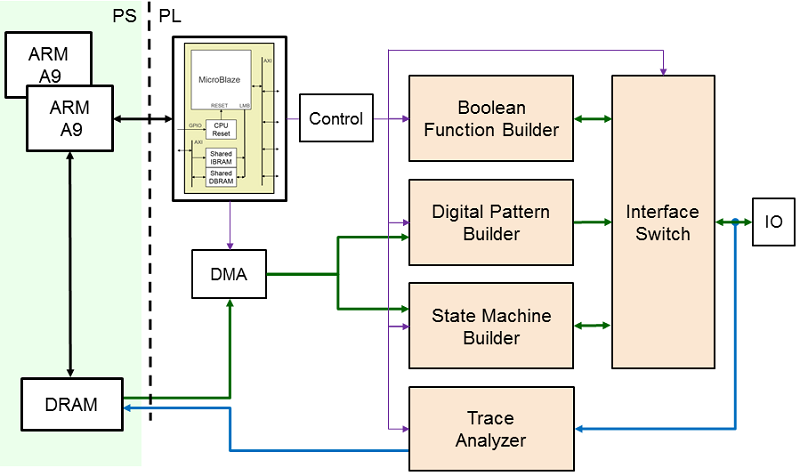 PS
PL
ARM
A9
ARM
A9
MicroBlaze
AXI
RESET
LMB
GPIO
CPU
Reset
AXI
Shared
IBRAM
Shared
DBRAM
Control
Boolean
Function Builder
Digital Pattern
Builder
Interface
Switch
IO
DMA
State Machine
Builder
DRAM
Trace
Analyzer